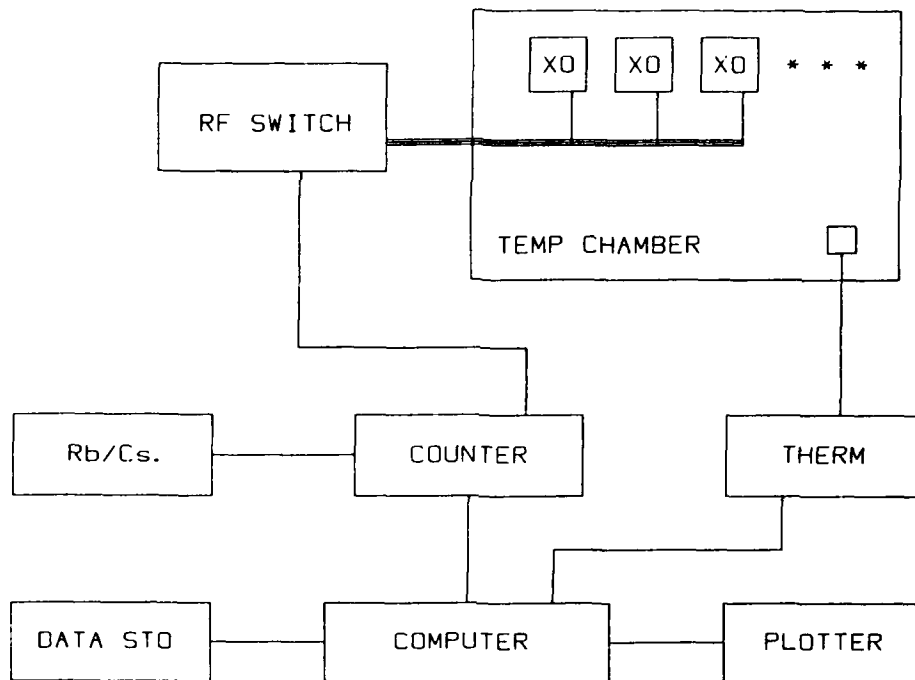 XO XO XO * * *
RF SWITCH
TEMP CHAMBER
Rb/Cs. COUNTER THERM
DATA STO COMPUTER PLOTTER